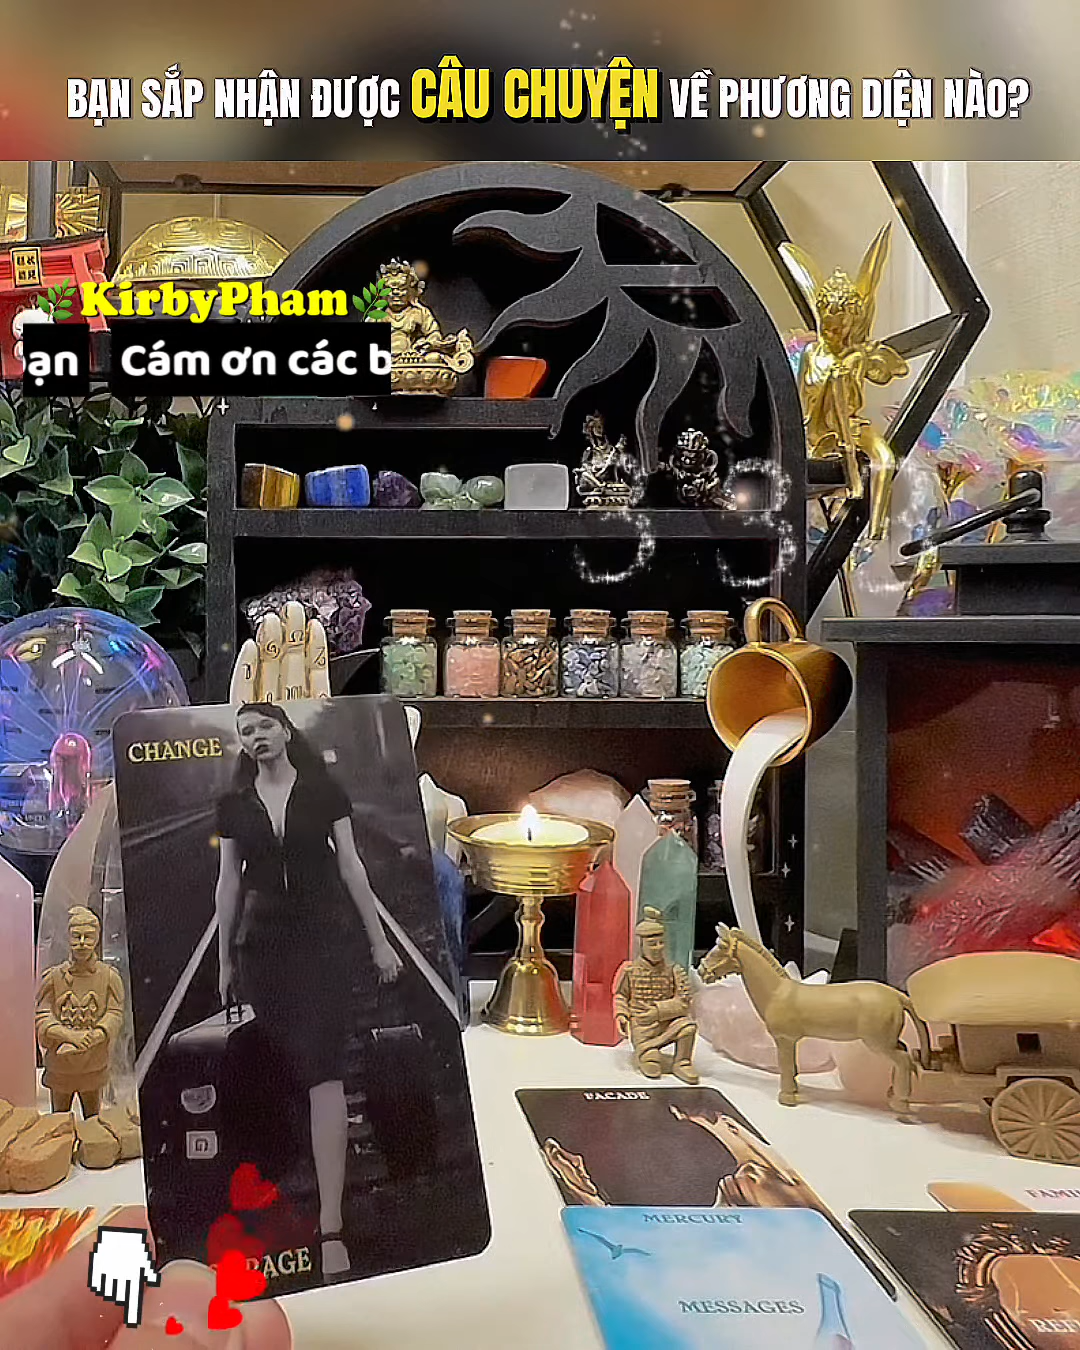 BẠN SẮP NHẬN ĐƯỢC CÂU CHUYỆN VỀ PHƯƠNG DIỆN NÀO?
KirbyPham
ạn Cám ơn các b
CHANGE
FACADE
MERCURY
MESSAGES